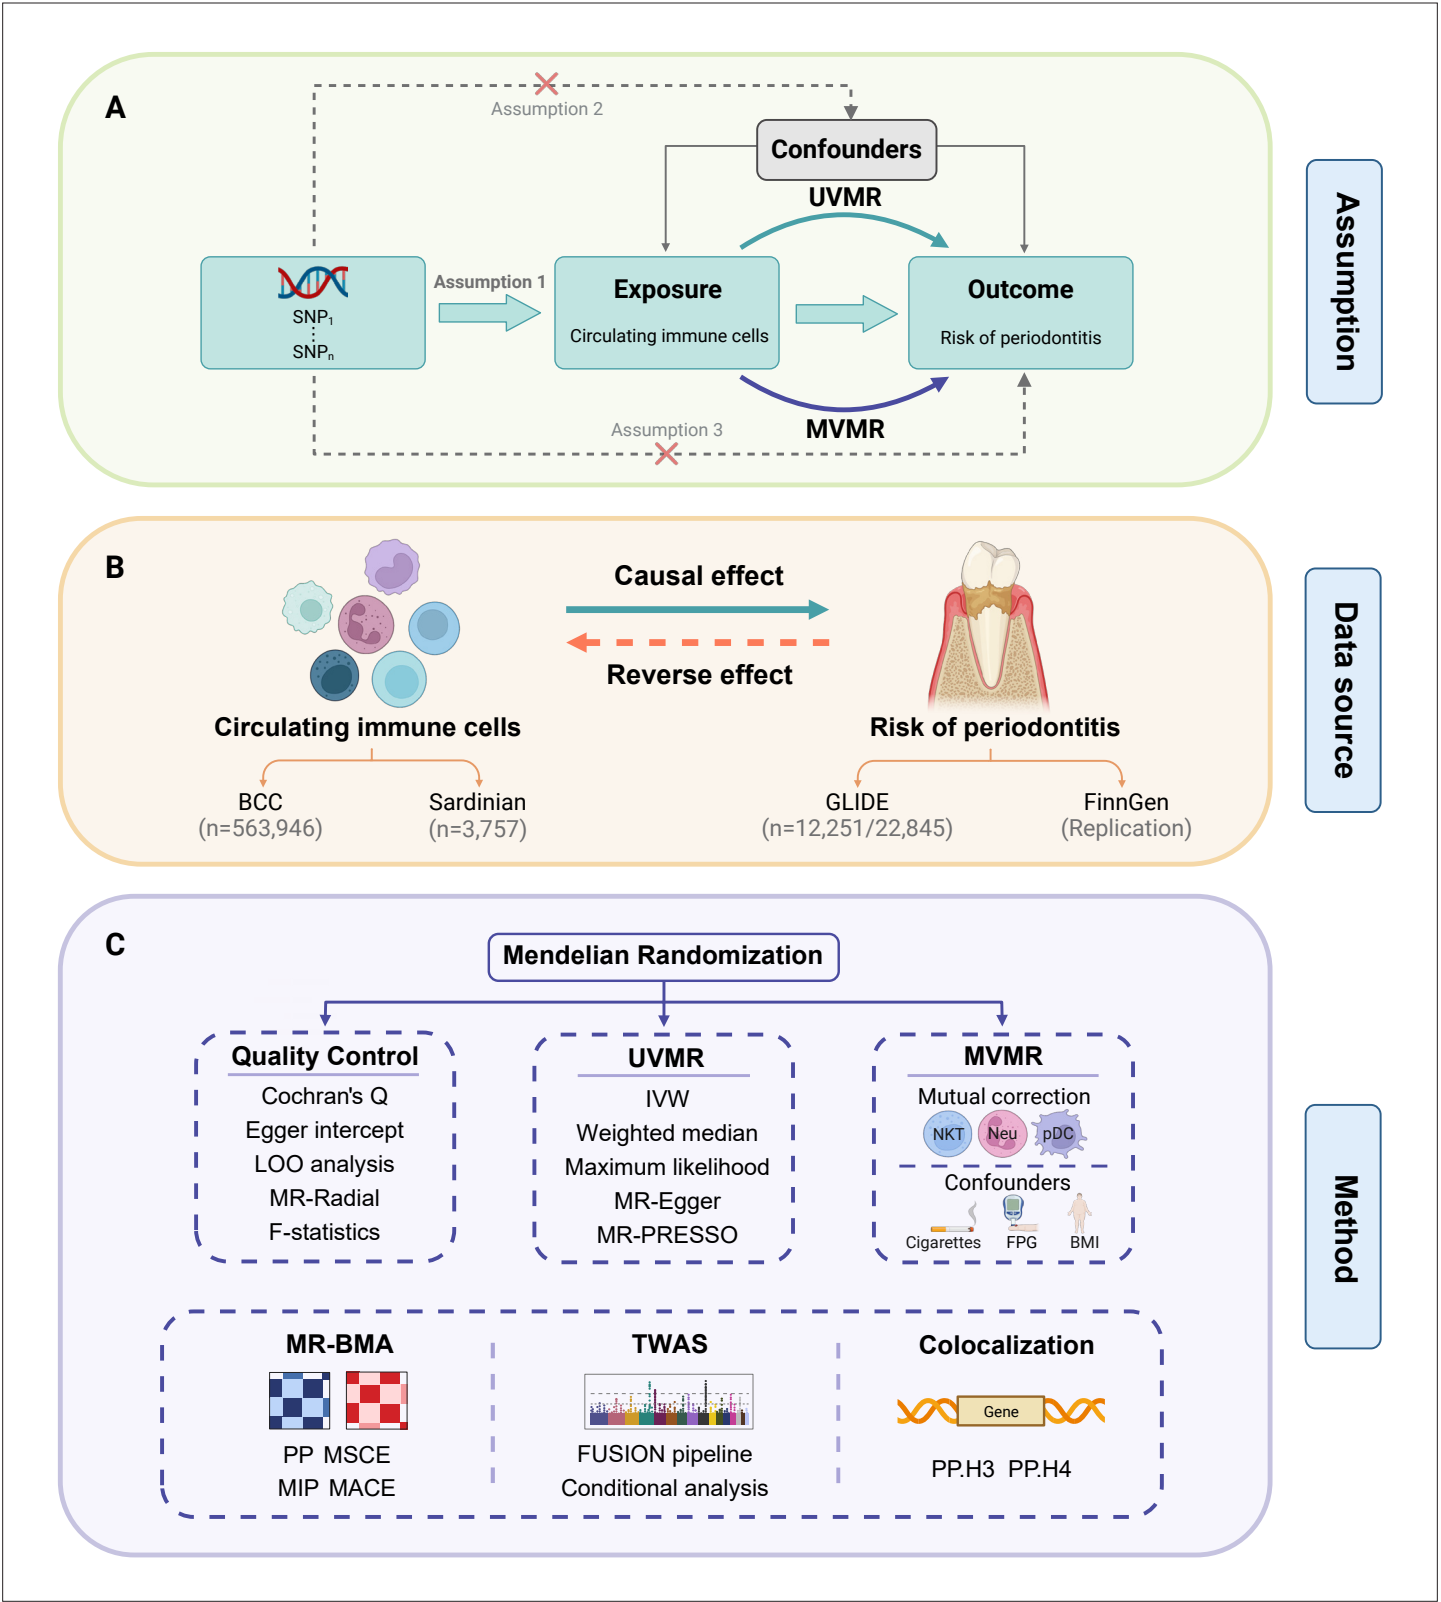 A
Assumption 2
Confounders
UVMR
Assumption 1
SNP1
SNPn
Exposure
Circulating immune cells
Outcome
Risk of periodontitis
MVMR
Assumption 3
Assumption
B
Causal effect
Reverse effect
Circulating immune cells
Risk of periodontitis
BCC
(n=563,946)
Sardinian
(n=3,757)
GLIDE
(n=12,251/22,845)
FinnGen
(Replication)
Data source
C
Mendelian Randomization
Quality Control
Cochran's Q
Egger intercept
LOO analysis
MR-Radial
F-statistics
UVMR
IVW
Weighted median
Maximum likelihood
MR-Egger
MR-PRESSO
MVMR
Mutual correction
NKT Neu pDC
Confounders
Cigarettes FPG BMI
MR-BMA
PP MSCE
MIP MACE
TWAS
FUSION pipeline
Conditional analysis
Colocalization
Gene
PP.H3 PP.H4
Method